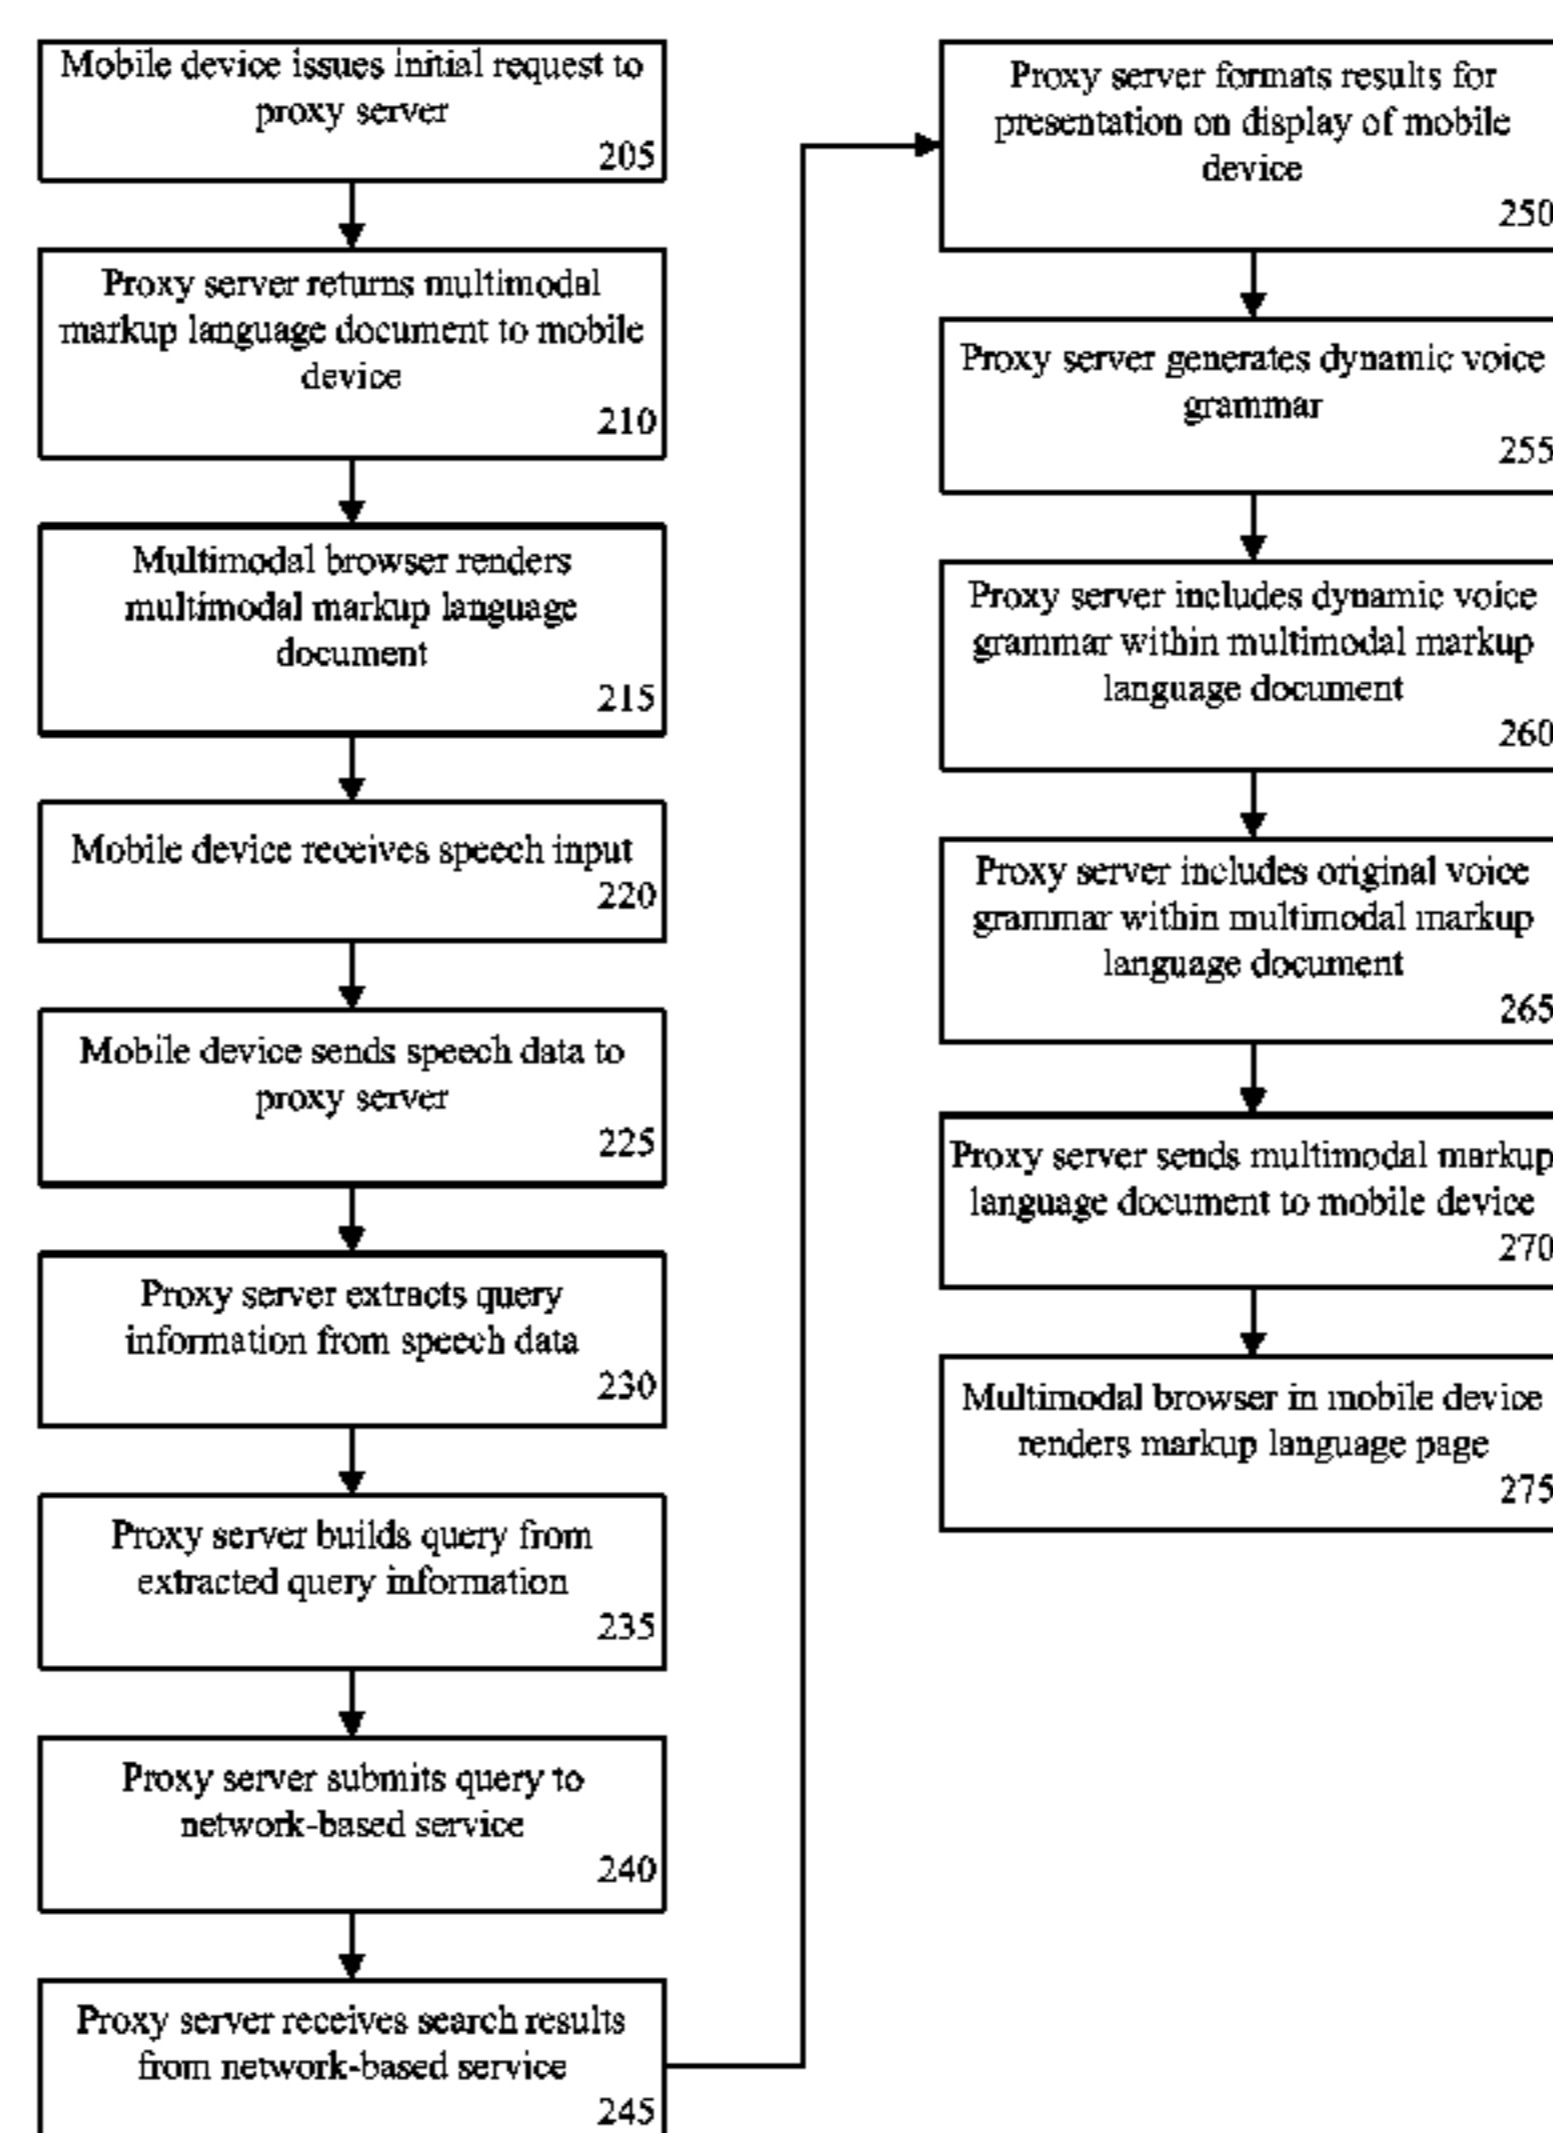 Mobile device issues initial request to
proxy server
205
Proxy server returns multimodal
markup language document to mobile
device
210
Multimodal browser renders
multimodal markup language
document
215
Mobile device receives speech input
220
Mobile device sends speech data to
proxy server
225
Proxy server extracts query
information from speech data
230
Proxy server builds query from
extracted query information
235
Proxy server submits query to
network-based service
240
Proxy server receives search results
from network-based service
245
Proxy server formats results for
presentation on display of mobile
device
250
Proxy server generates dynamic voice
grammar
255
Proxy server includes dynamic voice
grammar within multimodal markup
language document
260
Proxy server includes original voice
grammar within multimodal markup
language document
265
Proxy server sends multimodal markup
language document to mobile device
270
Multimodal browser in mobile device
renders markup language page
275